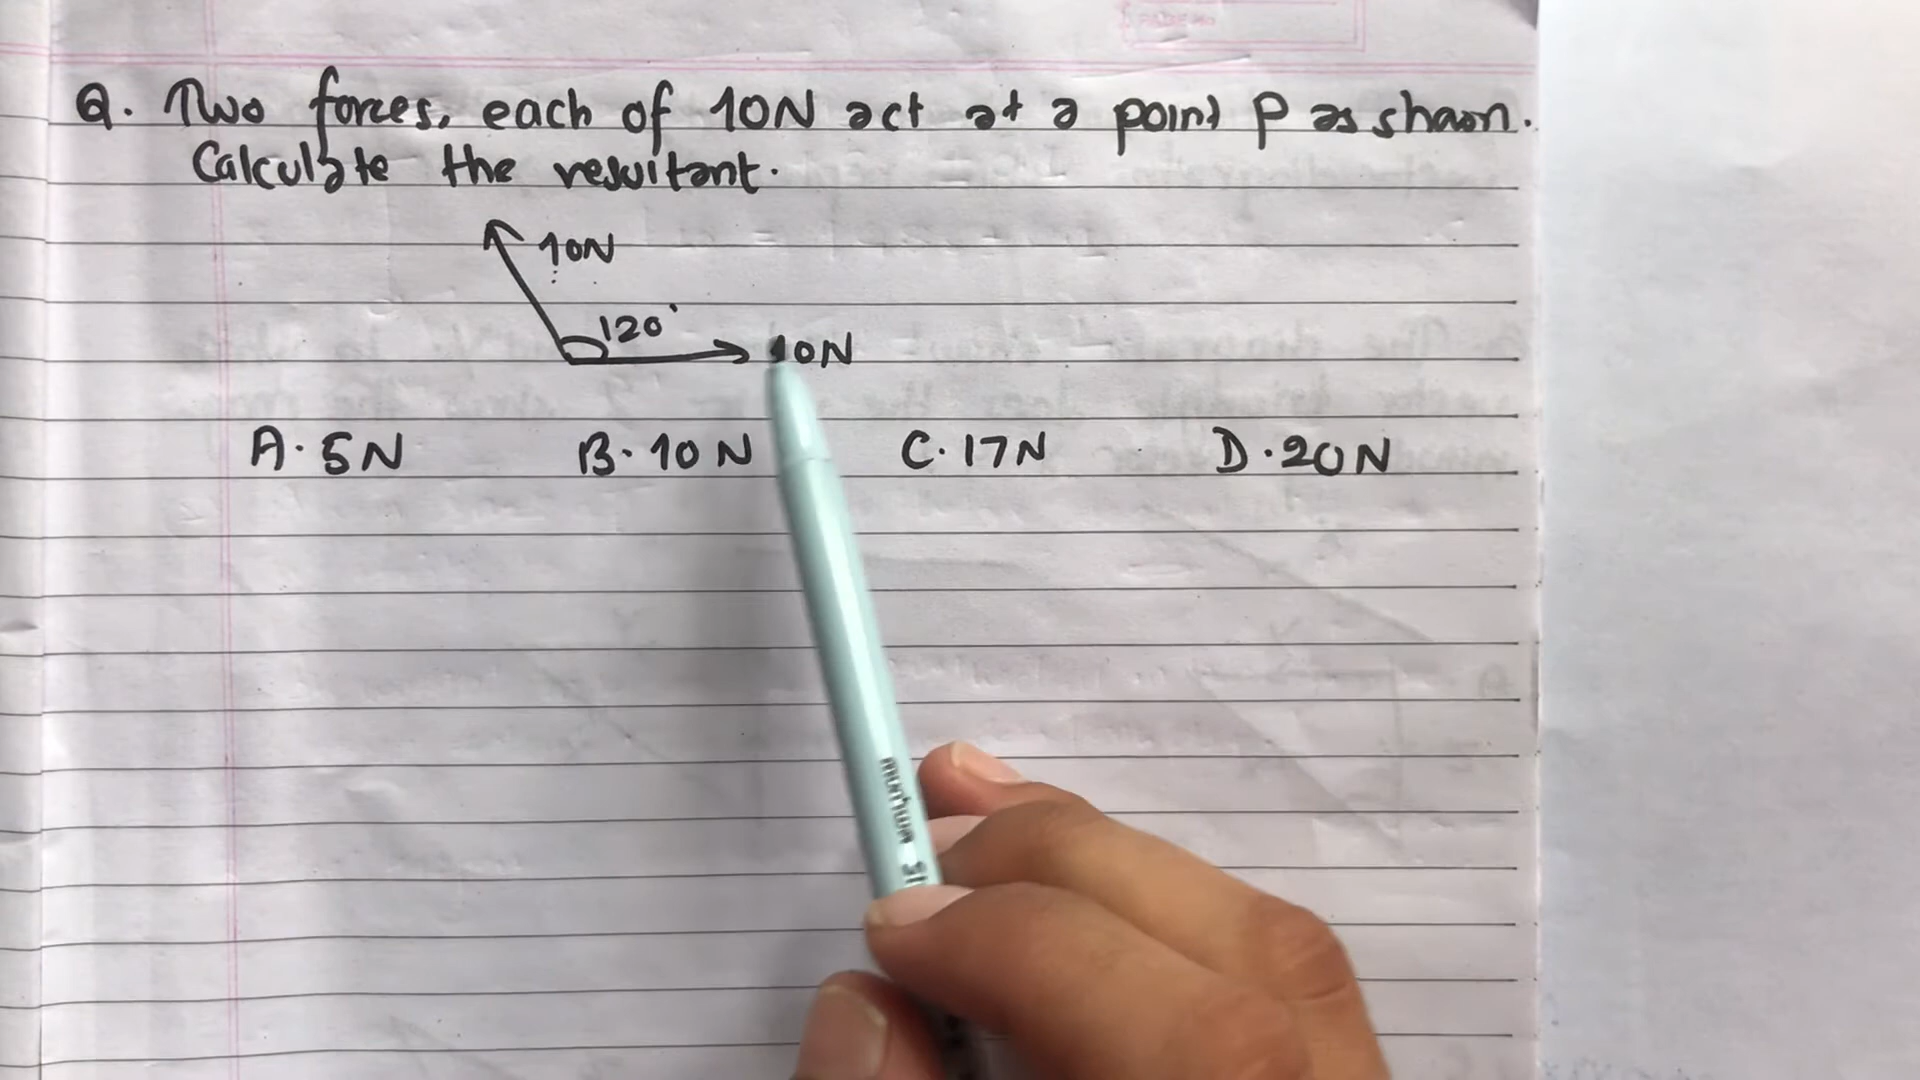 Q. Two forces, each of 10N act at a point P as shown.
Calculate the resultant.
10N
120°
10N
A. 5N B. 10N C. 17N D. 20N